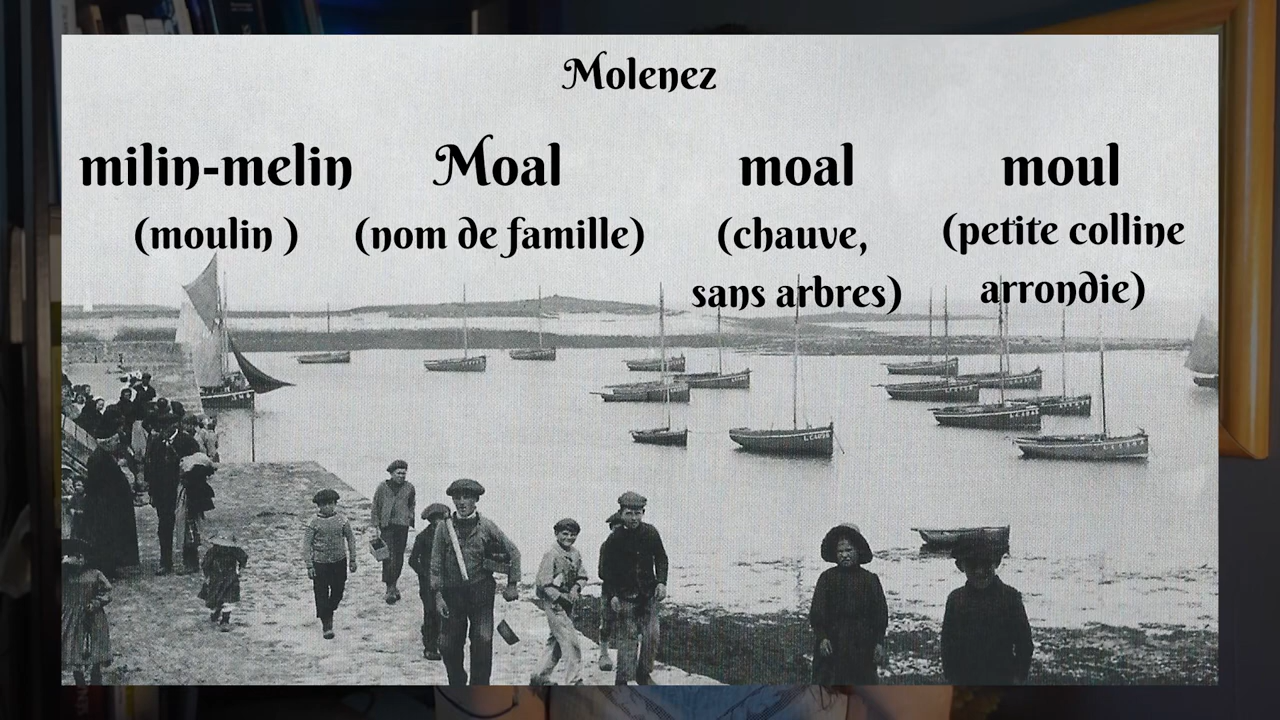 Molenez
milin-melin
(moulin )
Moal
(nom de famille)
moal
(chauve,
sans arbres)
moul
(petite colline
arrondie)